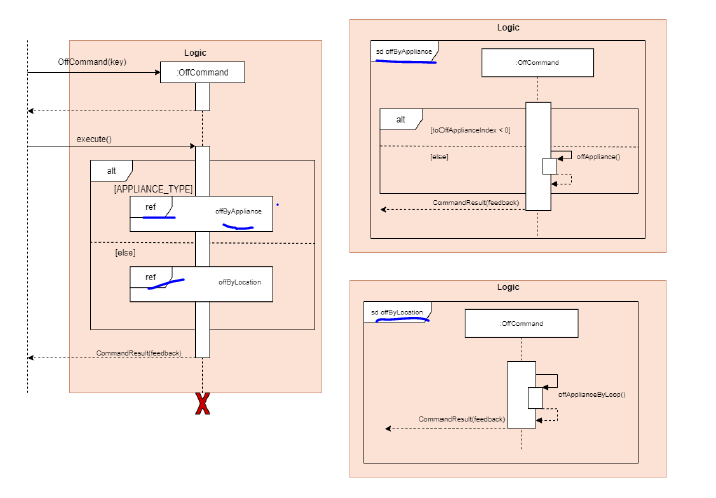 Logic
OffCommand(key)
:OffCommand
execute()
alt
[APPLIANCE_TYPE]
ref
offByAppliance
[else]
ref
offByLocation
CommandResult(feedback)
X
Logic
sd offByAppliance
:OffCommand
alt
[toOffApplianceIndex < 0]
[else]
offAppliance()
CommandResult(feedback)
Logic
sd offByLocation
:OffCommand
offApplianceByLoop()
CommandResult(feedback)